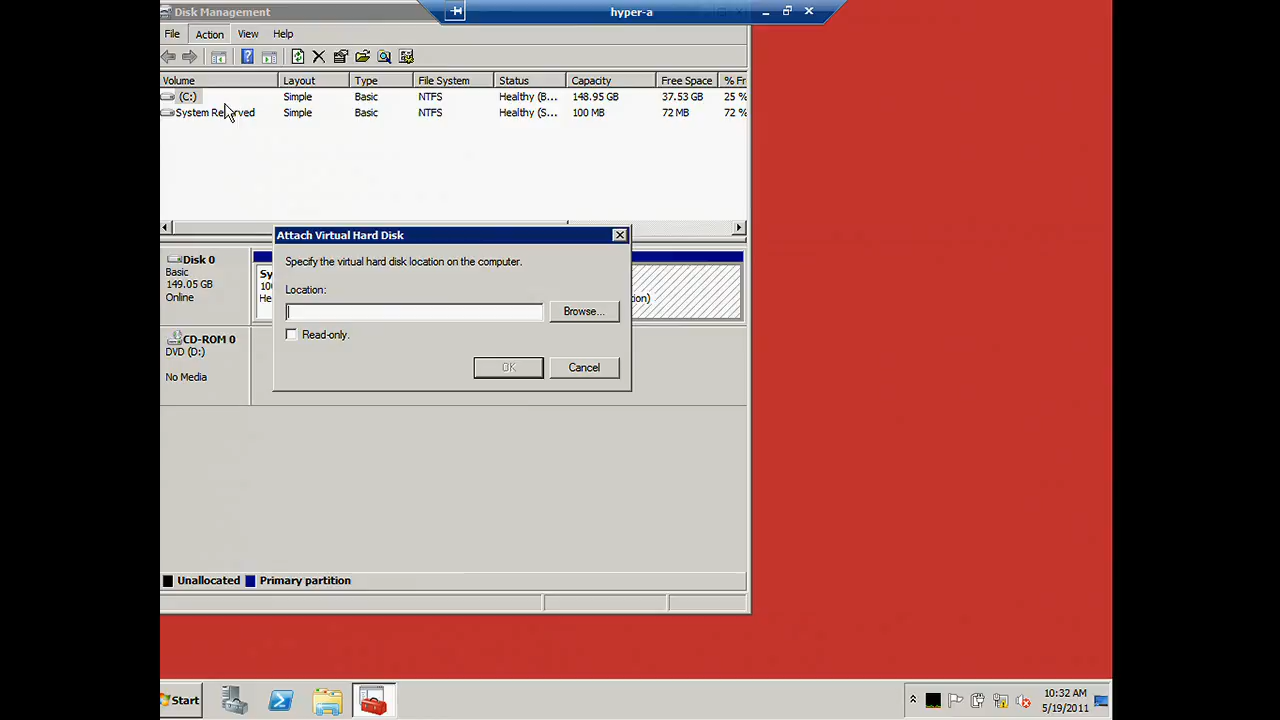 Disk Management
hyper-a
File Action View Help
Volume Layout Type File System Status Capacity Free Space % Fr
(C:) Simple Basic NTFS Healthy (B... 148.95 GB 37.53 GB 25 %
System Reserved Simple Basic NTFS Healthy (S... 100 MB 72 MB 72 %
Attach Virtual Hard Disk
Specify the virtual hard disk location on the computer.
Location:
Browse...
Read-only.
OK Cancel
Disk 0
Basic
149.05 GB
Online
Sy
100
He
ion)
CD-ROM 0
DVD (D:)
No Media
Unallocated Primary partition
Start
10:32 AM
5/19/2011